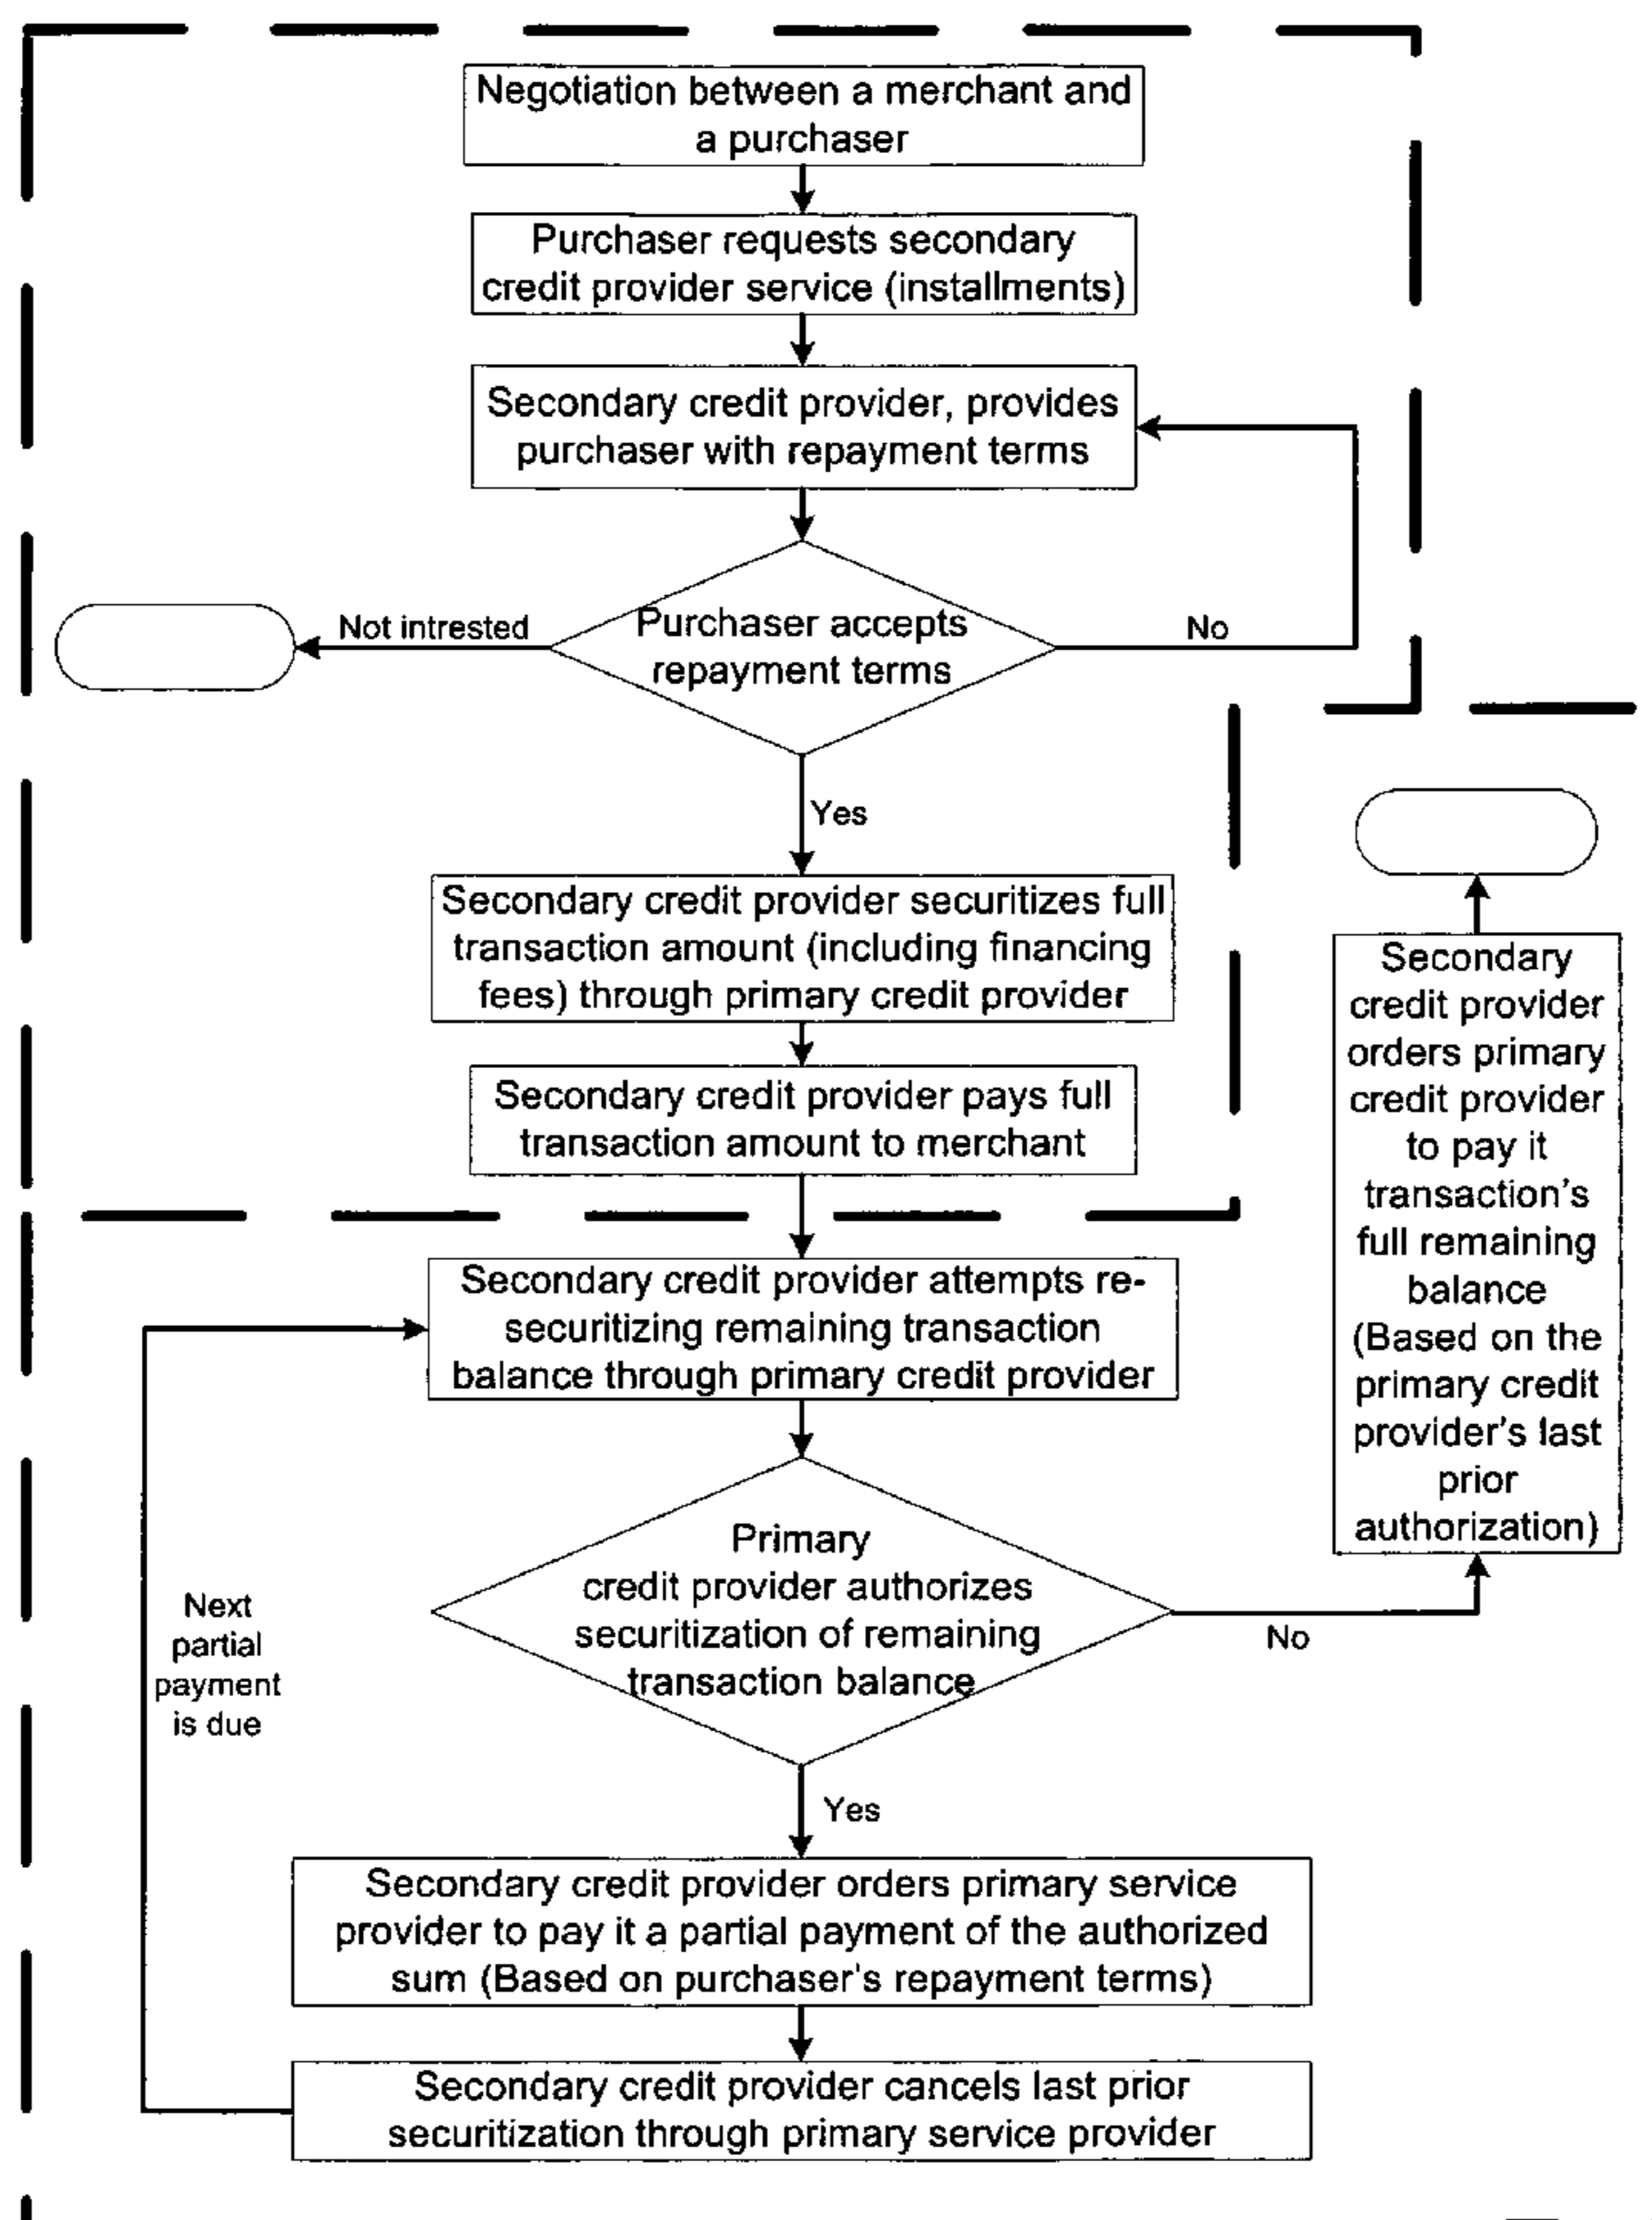 Negotiation between a merchant and
a purchaser
Purchaser requests secondary
credit provider service (installments)
Secondary credit provider, provides
purchaser with repayment terms
Not intrested
Purchaser accepts
repayment terms
No
Yes
Secondary credit provider securitizes full
transaction amount (including financing
fees) through primary credit provider
Secondary credit provider pays full
transaction amount to merchant
Secondary credit provider attempts re-
securitizing remaining transaction
balance through primary credit provider
Primary
credit provider authorizes
securitization of remaining
transaction balance
No
Secondary
credit provider
orders primary
credit provider
to pay it
transaction's
full remaining
balance
(Based on the
primary credit
provider's last
prior
authorization)
Next
partial
payment
is due
Yes
Secondary credit provider orders primary service
provider to pay it a partial payment of the authorized
sum (Based on purchaser's repayment terms)
Secondary credit provider cancels last prior
securitization through primary service provider